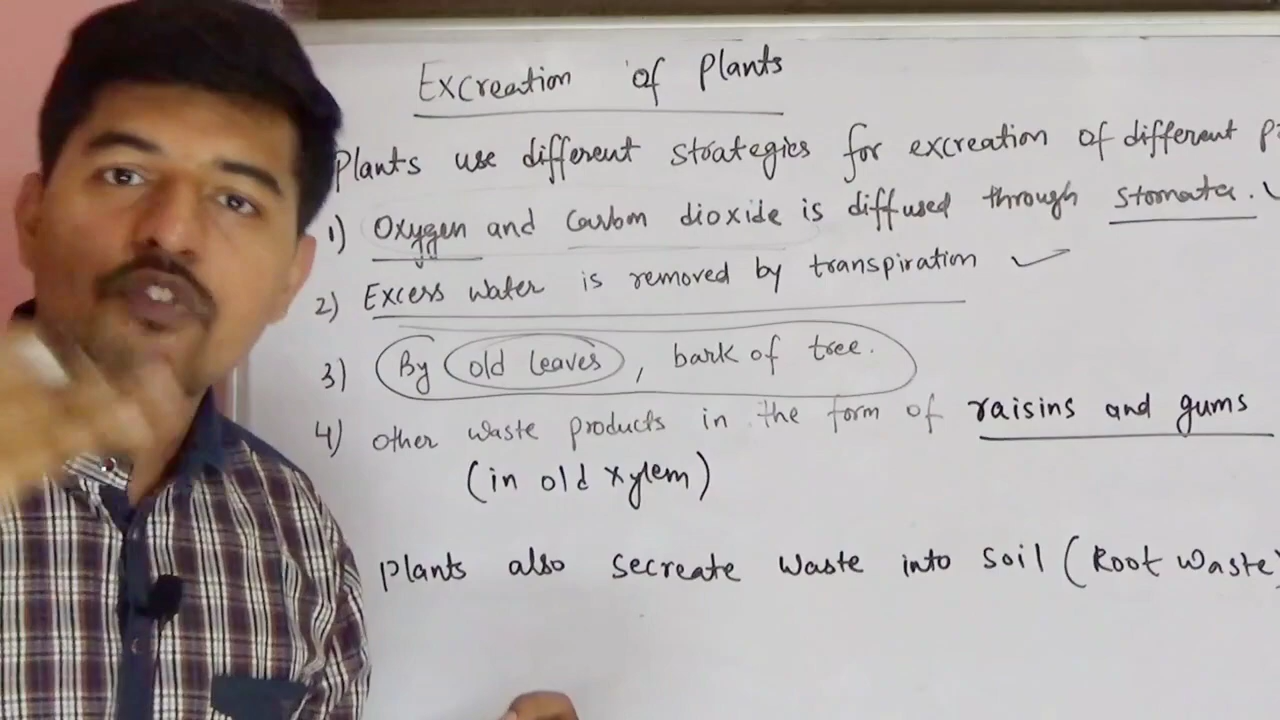 Excreation of Plants
Plants use different strategies for excreation of different
1) Oxygen and Carbon dioxide is diffused through stomata.
2) Excess water is removed by transpiration
3) By old leaves, bark of tree.
4) other waste products in the form of raisins and gums
(in old xylem)
plants also secreate waste into soil (Root waste)